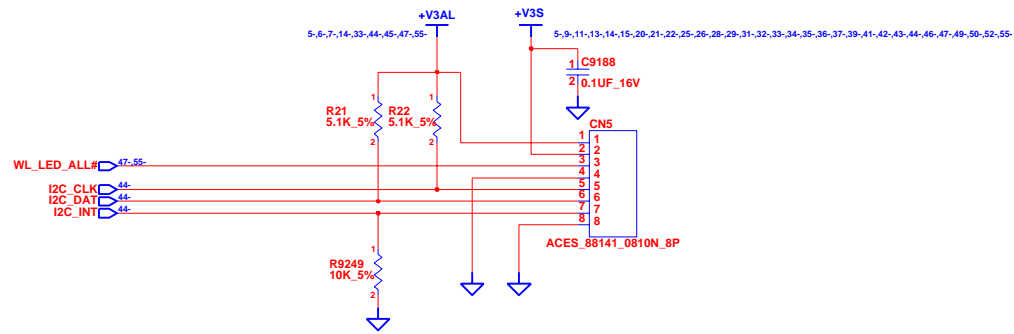 +V3AL
+V3S
5-,6-,7-,14-,33-,44-,45-,47-,55-
5-,9-,11-,13-,14-,15-,20-,21-,22-,25-,26-,28-,29-,31-,32-,33-,34-,35-,36-,37-,39-,41-,42-,43-,44-,46-,47-,49-,50-,52-,55-
1
C9188
2
0.1UF_16V
1
1
R21
R22
5.1K_5%
5.1K_5%
2
2
CN5
1
1
2
2
3
3
4
4
5
5
6
6
7
7
8
8
WL_LED_ALL#
47-,55-
I2C_CLK
44-
I2C_DAT
44-
I2C_INT
44-
ACES_88141_0810N_8P
1
R9249
10K_5%
2